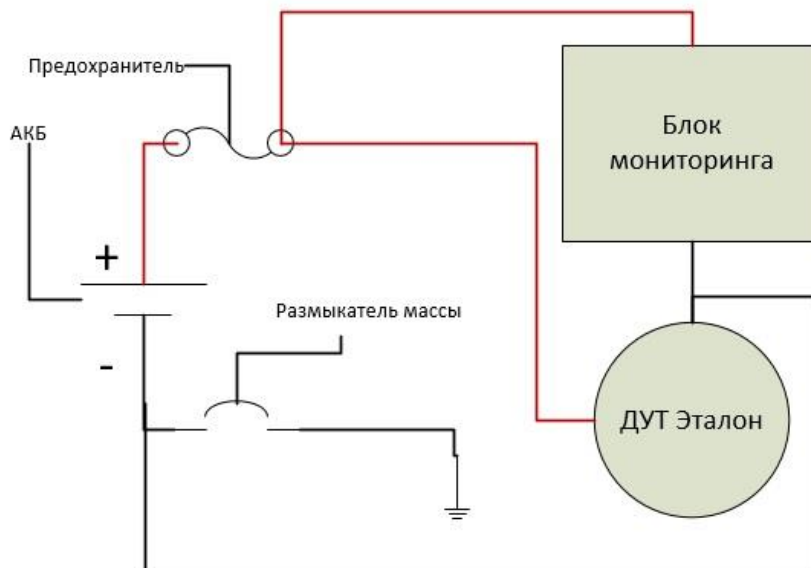 Предохранитель
АКБ
Блок
мониторинга
+
Размыкатель массы
-
ДУТ Эталон